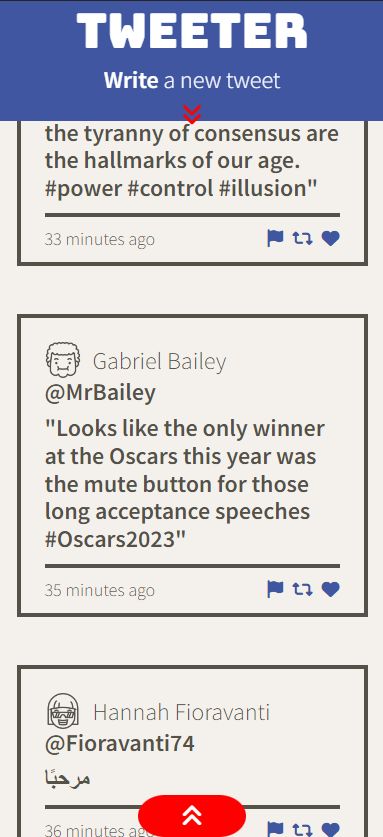 TWEETER
Write a new tweet
the tyranny of consensus are
the hallmarks of our age.
#power #control #illusion"
33 minutes ago
Gabriel Bailey
@MrBailey
"Looks like the only winner
at the Oscars this year was
the mute button for those
long acceptance speeches
#Oscars2023"
35 minutes ago
Hannah Fioravanti
@Fioravanti74
مرحبًا
36 minutes ago